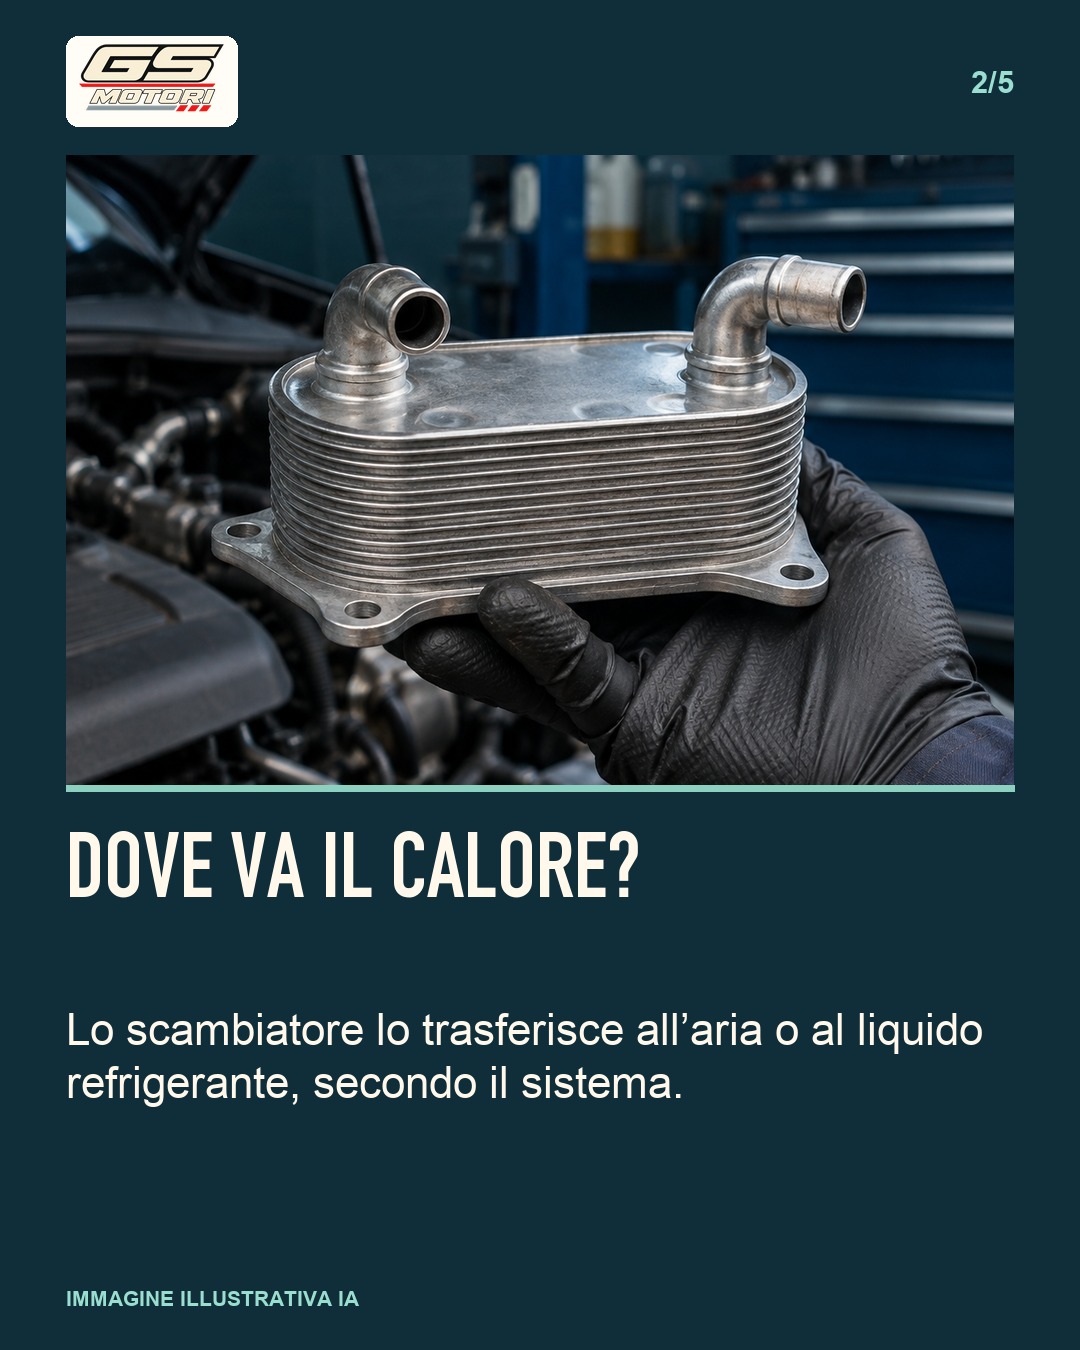 GS
MOTORI
2/5
DOVE VA IL CALORE?
Lo scambiatore lo trasferisce all’aria o al liquido
refrigerante, secondo il sistema.
IMMAGINE ILLUSTRATIVA IA